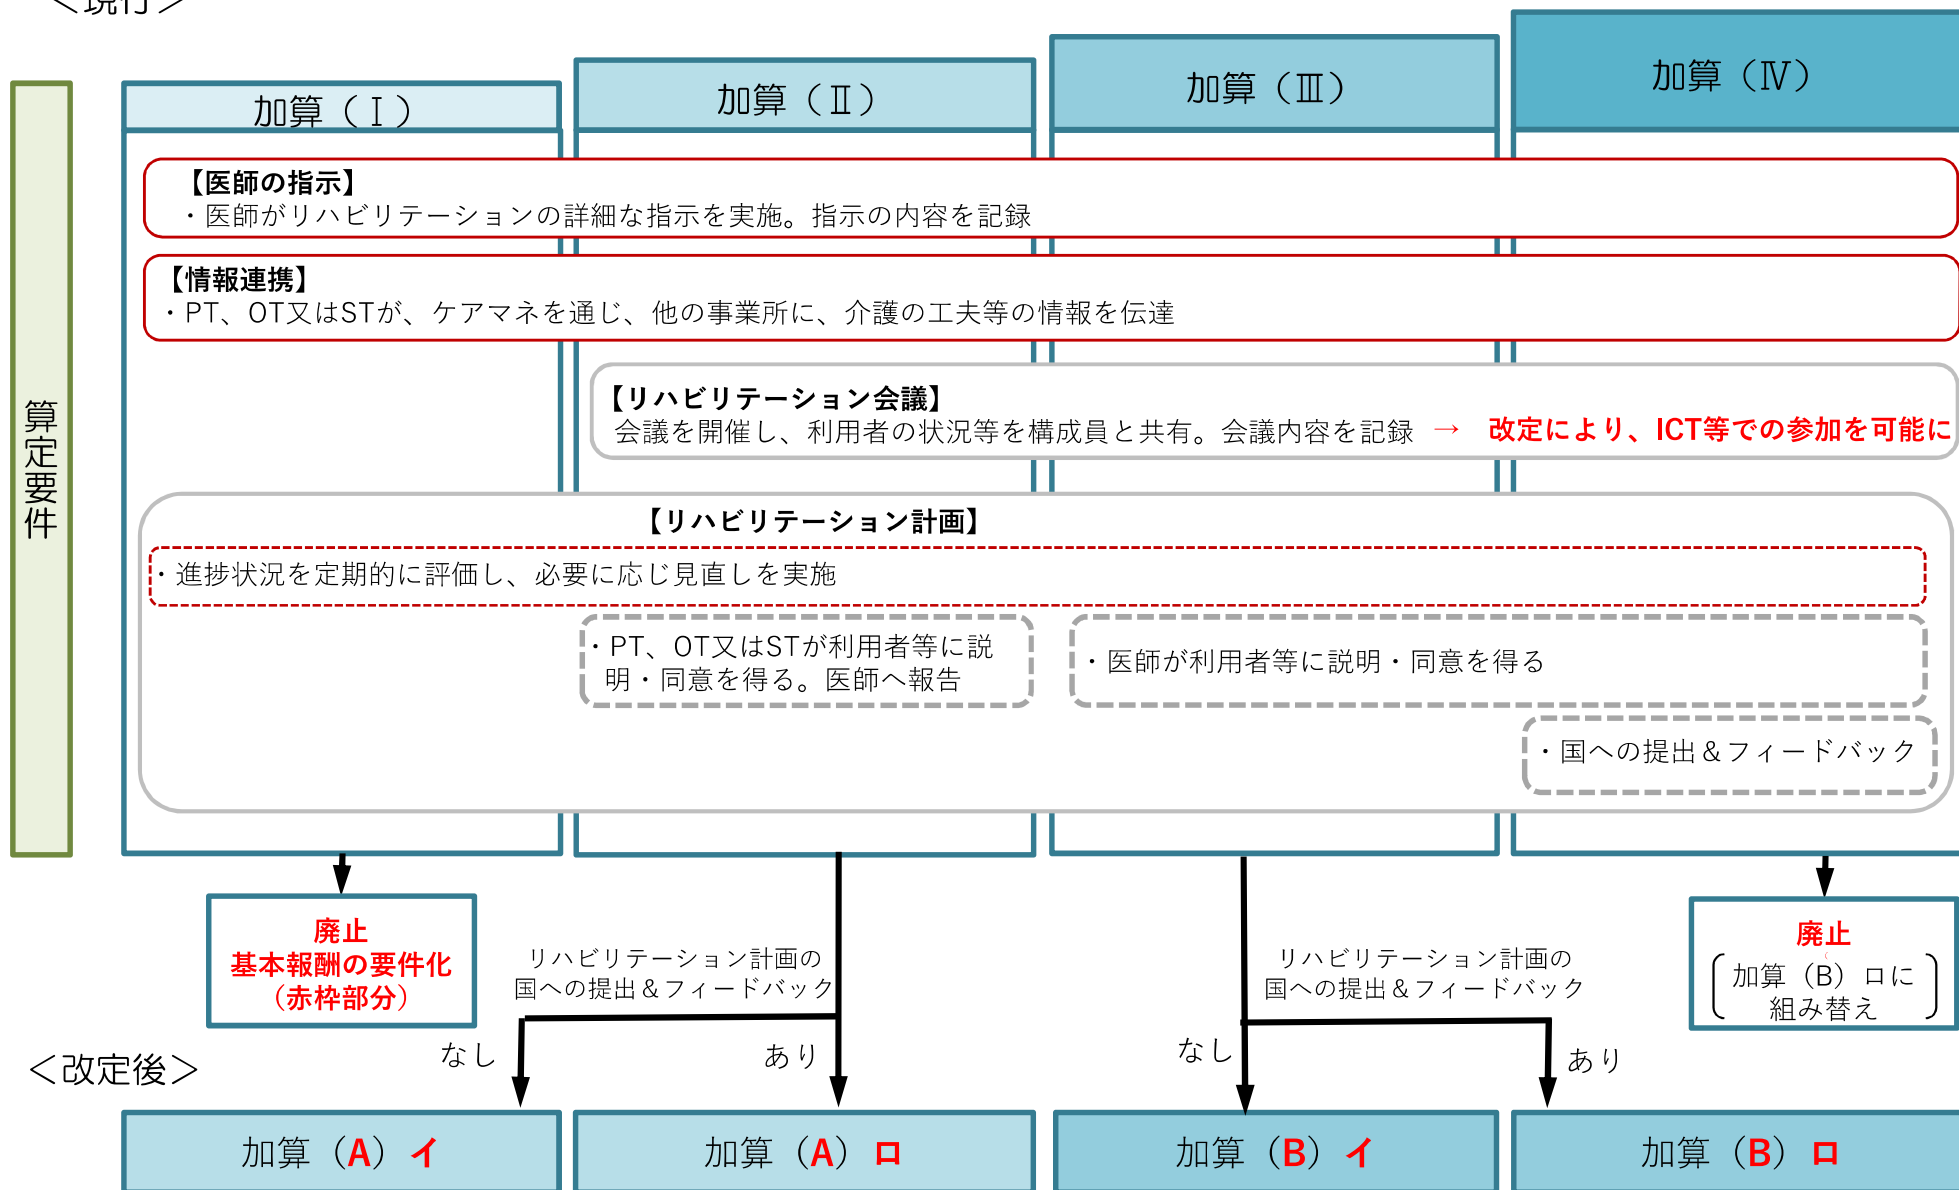 ＜現行＞
加算（Ⅰ）
加算（Ⅱ）
加算（Ⅲ）
加算（Ⅳ）
算定要件
【医師の指示】
・医師がリハビリテーションの詳細な指示を実施。指示の内容を記録
【情報連携】
・PT、OT又はSTが、ケアマネを通じ、他の事業所に、介護の工夫等の情報を伝達
【リハビリテーション会議】
会議を開催し、利用者の状況等を構成員と共有。会議内容を記録 → 改定により、ICT等での参加を可能に
【リハビリテーション計画】
・進捗状況を定期的に評価し、必要に応じ見直しを実施
・PT、OT又はSTが利用者等に説
明・同意を得る。医師へ報告
・医師が利用者等に説明・同意を得る
・国への提出＆フィードバック
廃止
基本報酬の要件化
（赤枠部分）
リハビリテーション計画の
国への提出＆フィードバック
なし
あり
リハビリテーション計画の
国への提出＆フィードバック
なし
あり
廃止
加算（B）ロに
組み替え
＜改定後＞
加算（A）イ
加算（A）ロ
加算（B）イ
加算（B）ロ